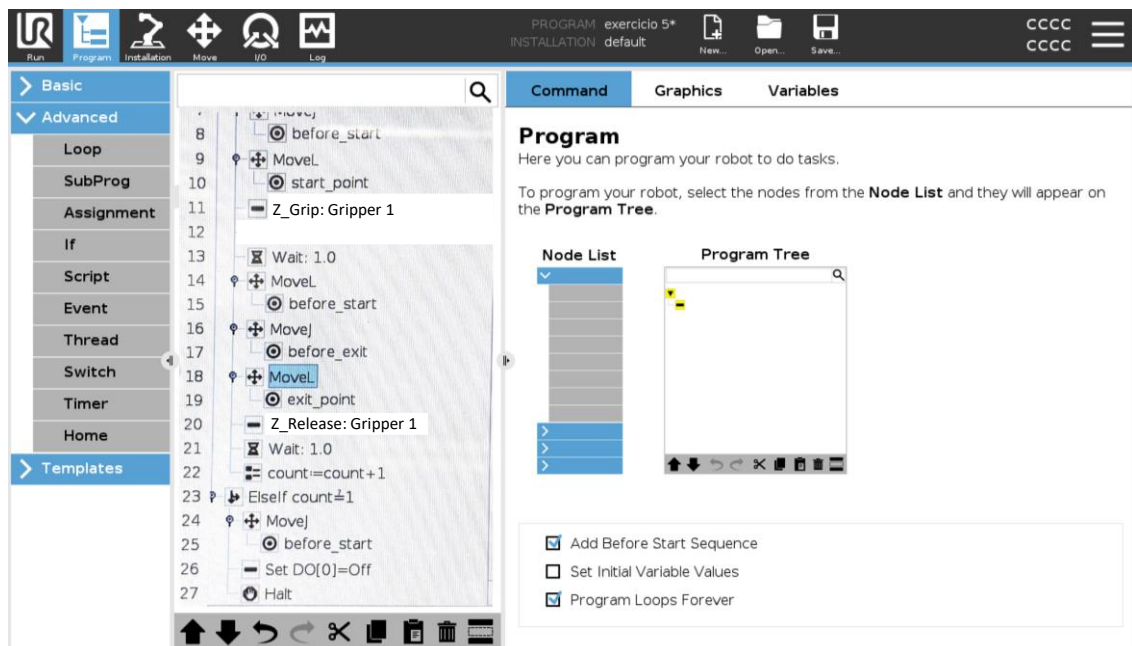 PROGRAM exercicio 5*
INSTALLATION default
CCCC
CCCC
Run
Program
Installation
Move
I/O
Log
New...
Open...
Save...
Basic
Advanced
Loop
SubProg
Assignment
If
Script
Event
Thread
Switch
Timer
Home
Templates
7 MoveJ
8 before_start
9 MoveL
10 start_point
11 Z_Grip: Gripper 1
12
13 Wait: 1.0
14 MoveL
15 before_start
16 MoveJ
17 before_exit
18 MoveL
19 exit_point
20 Z_Release: Gripper 1
21 Wait: 1.0
22 count:=count+1
23 ElseIf count≟1
24 MoveJ
25 before_start
26 Set DO[0]=Off
27 Halt
Command
Graphics
Variables
Program
Here you can program your robot to do tasks.
To program your robot, select the nodes from the Node List and they will appear on
the Program Tree.
Node List
Program Tree
Add Before Start Sequence
Set Initial Variable Values
Program Loops Forever